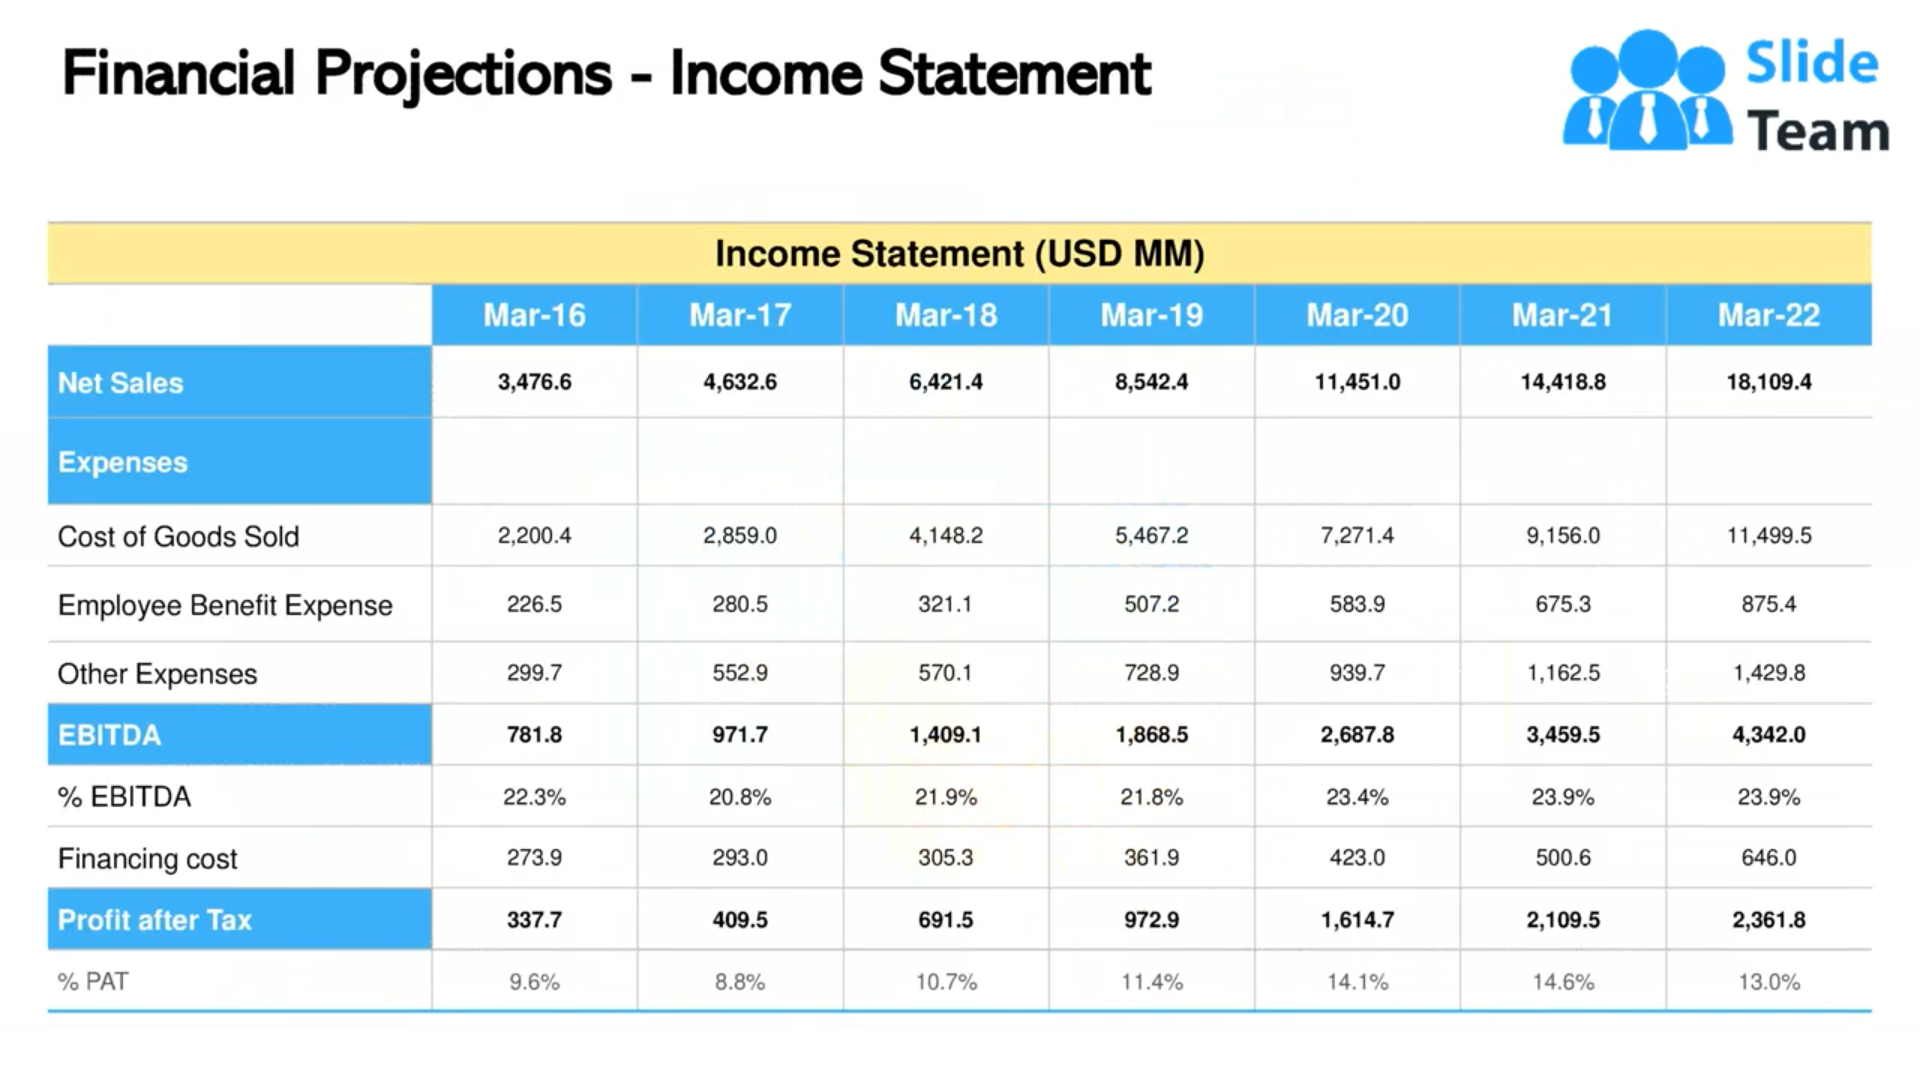 Financial Projections - Income Statement
Slide
Team
Income Statement (USD MM)
Mar-16 Mar-17 Mar-18 Mar-19 Mar-20 Mar-21 Mar-22
Net Sales 3,476.6 4,632.6 6,421.4 8,542.4 11,451.0 14,418.8 18,109.4
Expenses
Cost of Goods Sold 2,200.4 2,859.0 4,148.2 5,467.2 7,271.4 9,156.0 11,499.5
Employee Benefit Expense 226.5 280.5 321.1 507.2 583.9 675.3 875.4
Other Expenses 299.7 552.9 570.1 728.9 939.7 1,162.5 1,429.8
EBITDA 781.8 971.7 1,409.1 1,868.5 2,687.8 3,459.5 4,342.0
% EBITDA 22.3% 20.8% 21.9% 21.8% 23.4% 23.9% 23.9%
Financing cost 273.9 293.0 305.3 361.9 423.0 500.6 646.0
Profit after Tax 337.7 409.5 691.5 972.9 1,614.7 2,109.5 2,361.8
% PAT 9.6% 8.8% 10.7% 11.4% 14.1% 14.6% 13.0%